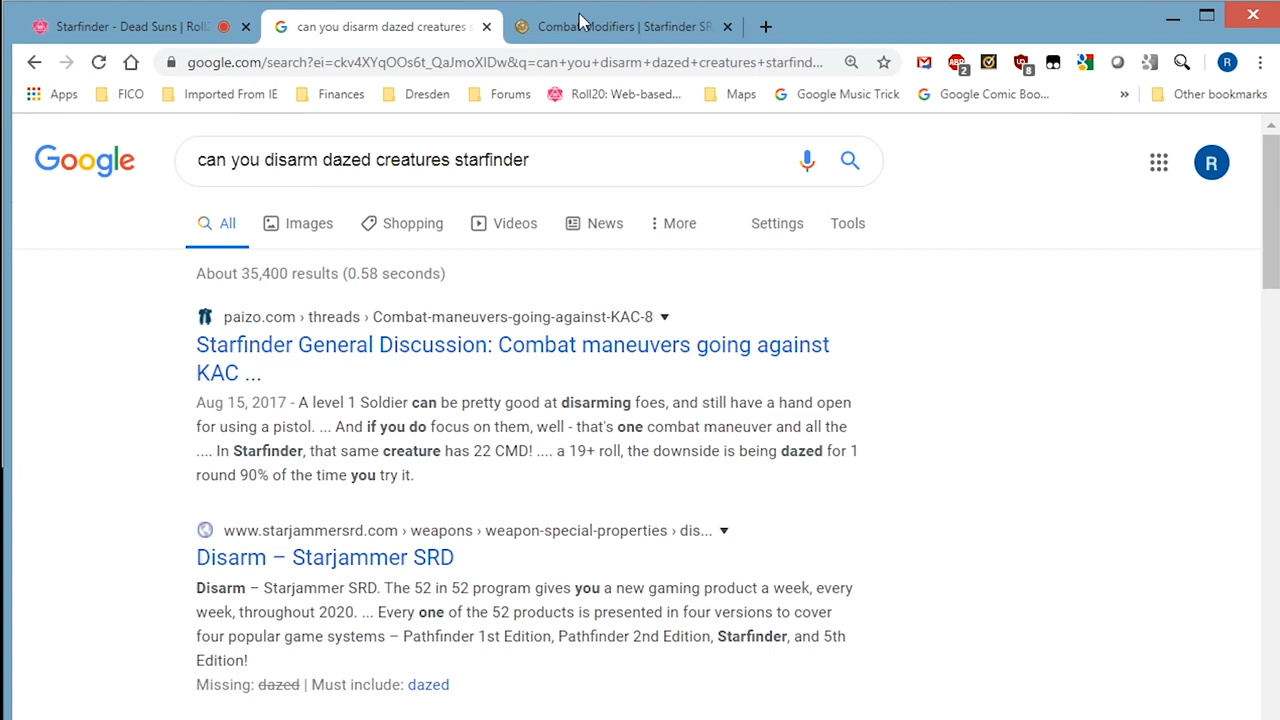 Starfinder - Dead Suns | Roll2
can you disarm dazed creatures s
Combat Modifiers | Starfinder SR
google.com/search?ei=ckv4XYqOOs6t_QaJmoXIDw&q=can+you+disarm+dazed+creatures+starfind...
2
8
R
Apps
FICO
Imported From IE
Finances
Dresden
Forums
Roll20: Web-based...
Maps
Google Music Trick
Google Comic Boo...
»
Other bookmarks
Google
can you disarm dazed creatures starfinder
R
All
Images
Shopping
Videos
News
More
Settings
Tools
About 35,400 results (0.58 seconds)
paizo.com › threads › Combat-maneuvers-going-against-KAC-8
Starfinder General Discussion: Combat maneuvers going against
KAC ...
Aug 15, 2017 - A level 1 Soldier can be pretty good at disarming foes, and still have a hand open
for using a pistol. ... And if you do focus on them, well - that's one combat maneuver and all the
.... In Starfinder, that same creature has 22 CMD! .... a 19+ roll, the downside is being dazed for 1
round 90% of the time you try it.
www.starjammersrd.com › weapons › weapon-special-properties › dis...
Disarm – Starjammer SRD
Disarm – Starjammer SRD. The 52 in 52 program gives you a new gaming product a week, every
week, throughout 2020. ... Every one of the 52 products is presented in four versions to cover
four popular game systems – Pathfinder 1st Edition, Pathfinder 2nd Edition, Starfinder, and 5th
Edition!
Missing: dazed | Must include: dazed